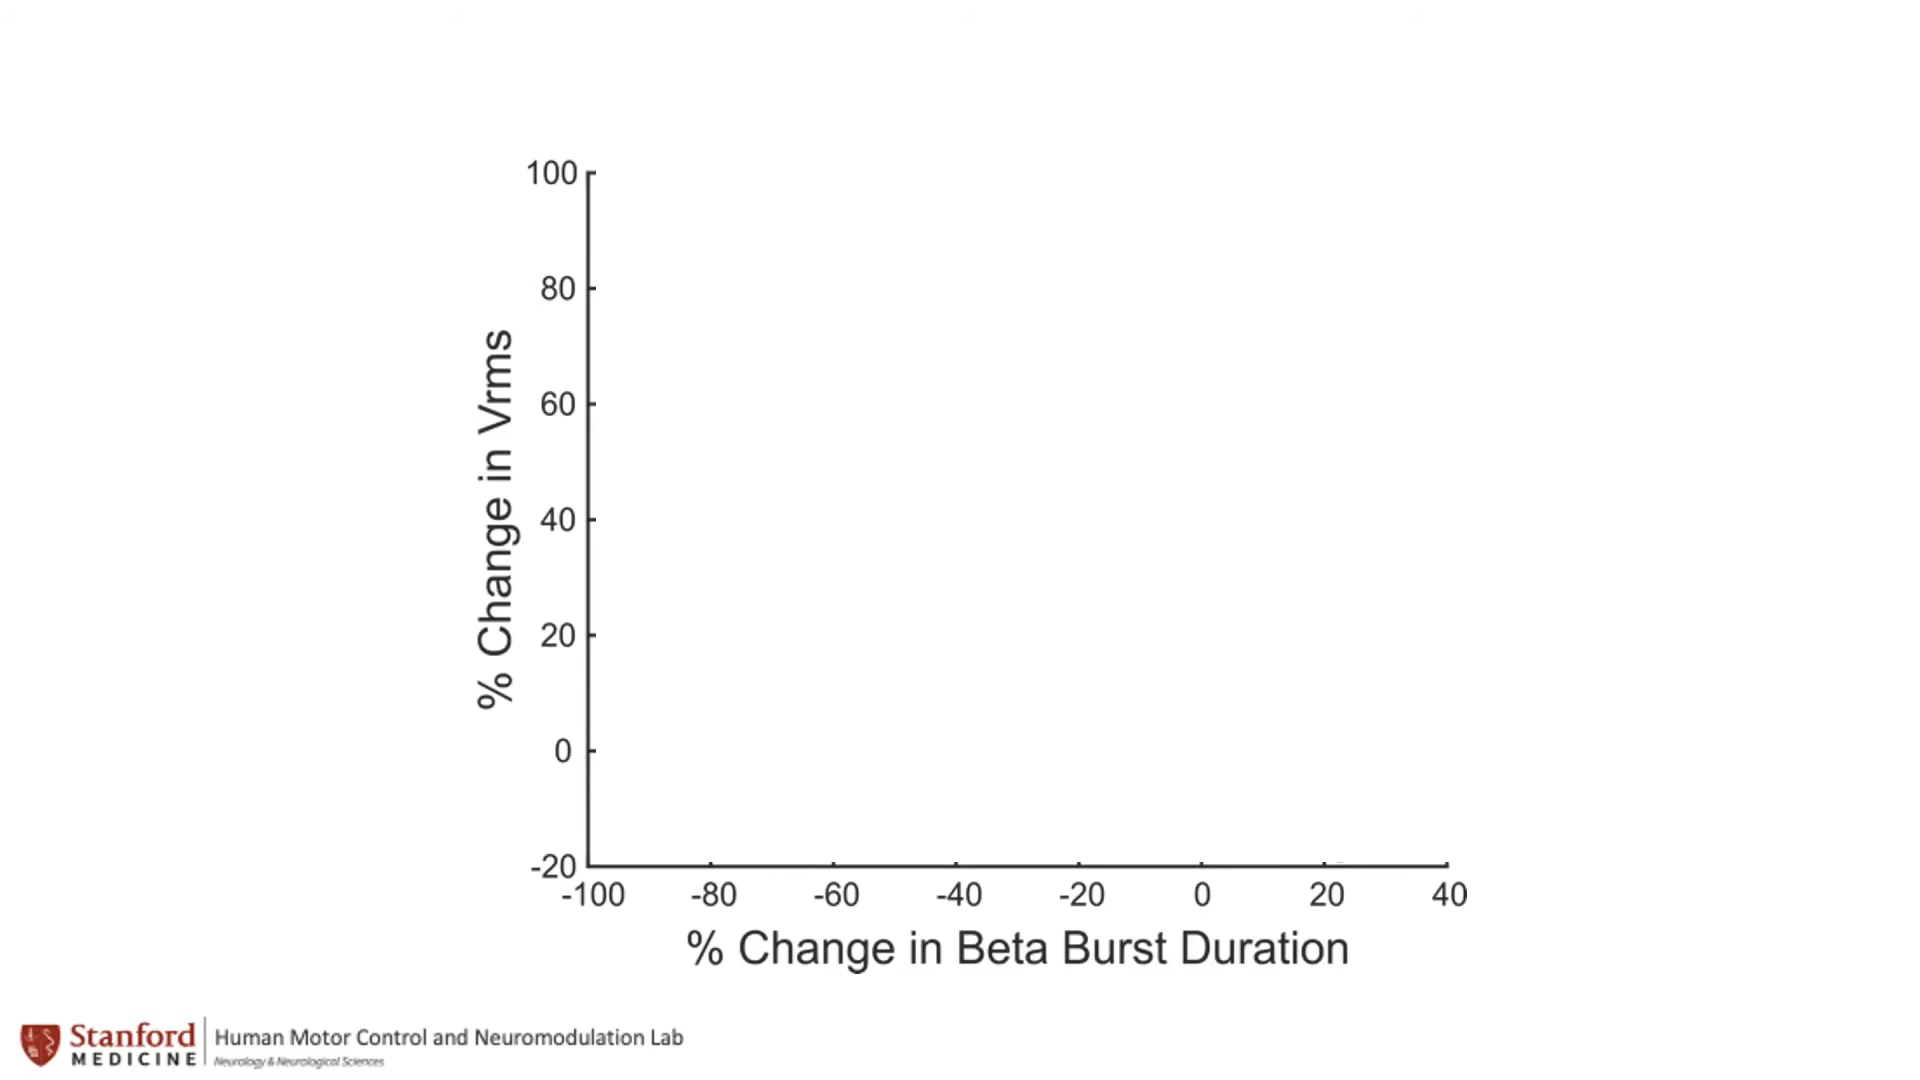 100
80
60
40
20
0
-20
% Change in Vrms
-100 -80 -60 -40 -20 0 20 40
% Change in Beta Burst Duration
Stanford
MEDICINE
Human Motor Control and Neuromodulation Lab
Neurology & Neurological Sciences